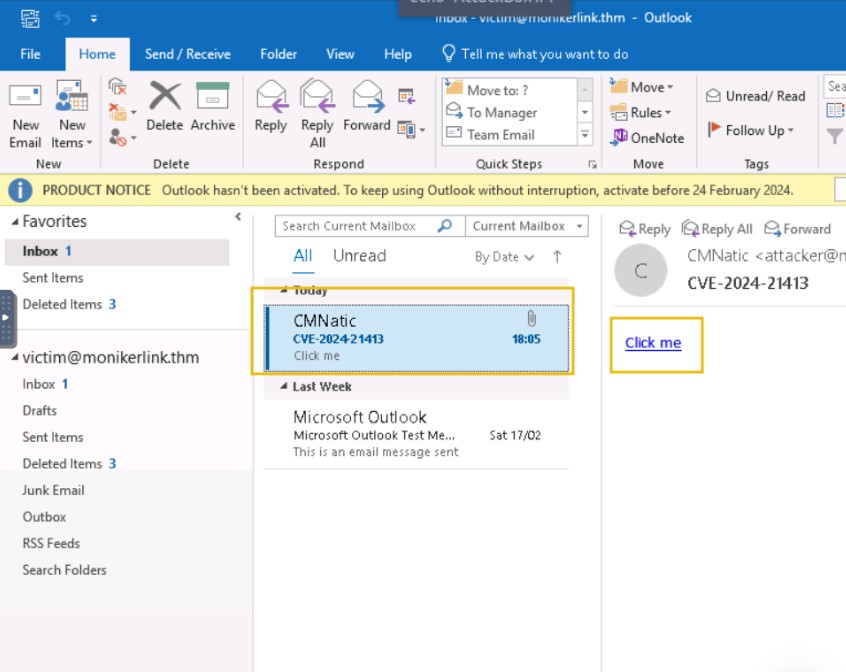 Inbox - victim@monikerlink.thm - Outlook
File Home Send / Receive Folder View Help Tell me what you want to do
New Email
New Items
Delete
Archive
Reply
Reply All
Forward
Move to: ?
To Manager
Team Email
Move
Rules
OneNote
Unread/ Read
Follow Up
New Delete Respond Quick Steps Move Tags
PRODUCT NOTICE Outlook hasn't been activated. To keep using Outlook without interruption, activate before 24 February 2024.
Favorites
Inbox 1
Sent Items
Deleted Items 3
victim@monikerlink.thm
Inbox 1
Drafts
Sent Items
Deleted Items 3
Junk Email
Outbox
RSS Feeds
Search Folders
Search Current Mailbox Current Mailbox
All Unread By Date
Today
CMNatic
CVE-2024-21413 18:05
Click me
Last Week
Microsoft Outlook
Microsoft Outlook Test Me... Sat 17/02
This is an email message sent
Reply Reply All Forward
C
CMNatic <attacker@
CVE-2024-21413
Click me